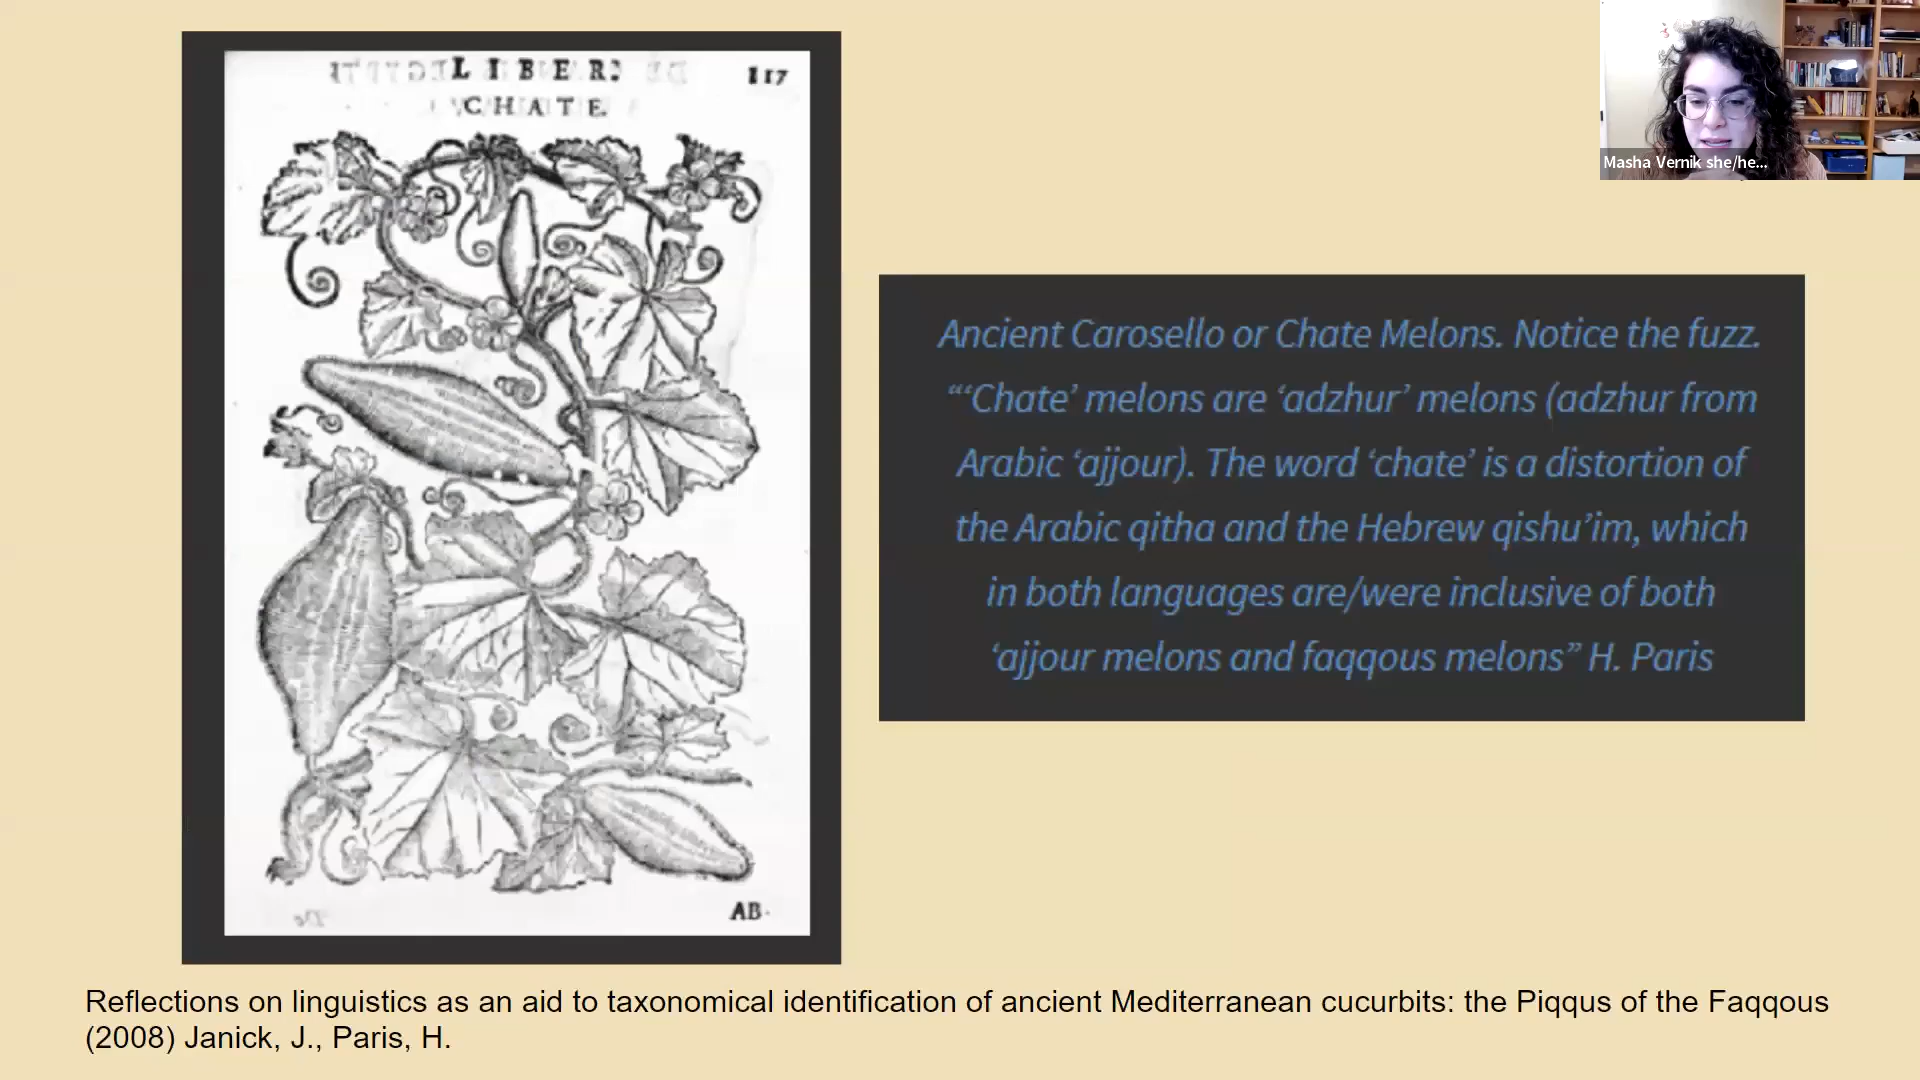 LIBER. 117
CHATE.
AB.
Masha Vernik she/he...
Ancient Carosello or Chate Melons. Notice the fuzz.
“‘Chate’ melons are ‘adzhur’ melons (adzhur from
Arabic ‘ajjour). The word ‘chate’ is a distortion of
the Arabic qitha and the Hebrew qishu’im, which
in both languages are/were inclusive of both
‘ajjour melons and faqqous melons” H. Paris
Reflections on linguistics as an aid to taxonomical identification of ancient Mediterranean cucurbits: the Piqqus of the Faqqous
(2008) Janick, J., Paris, H.